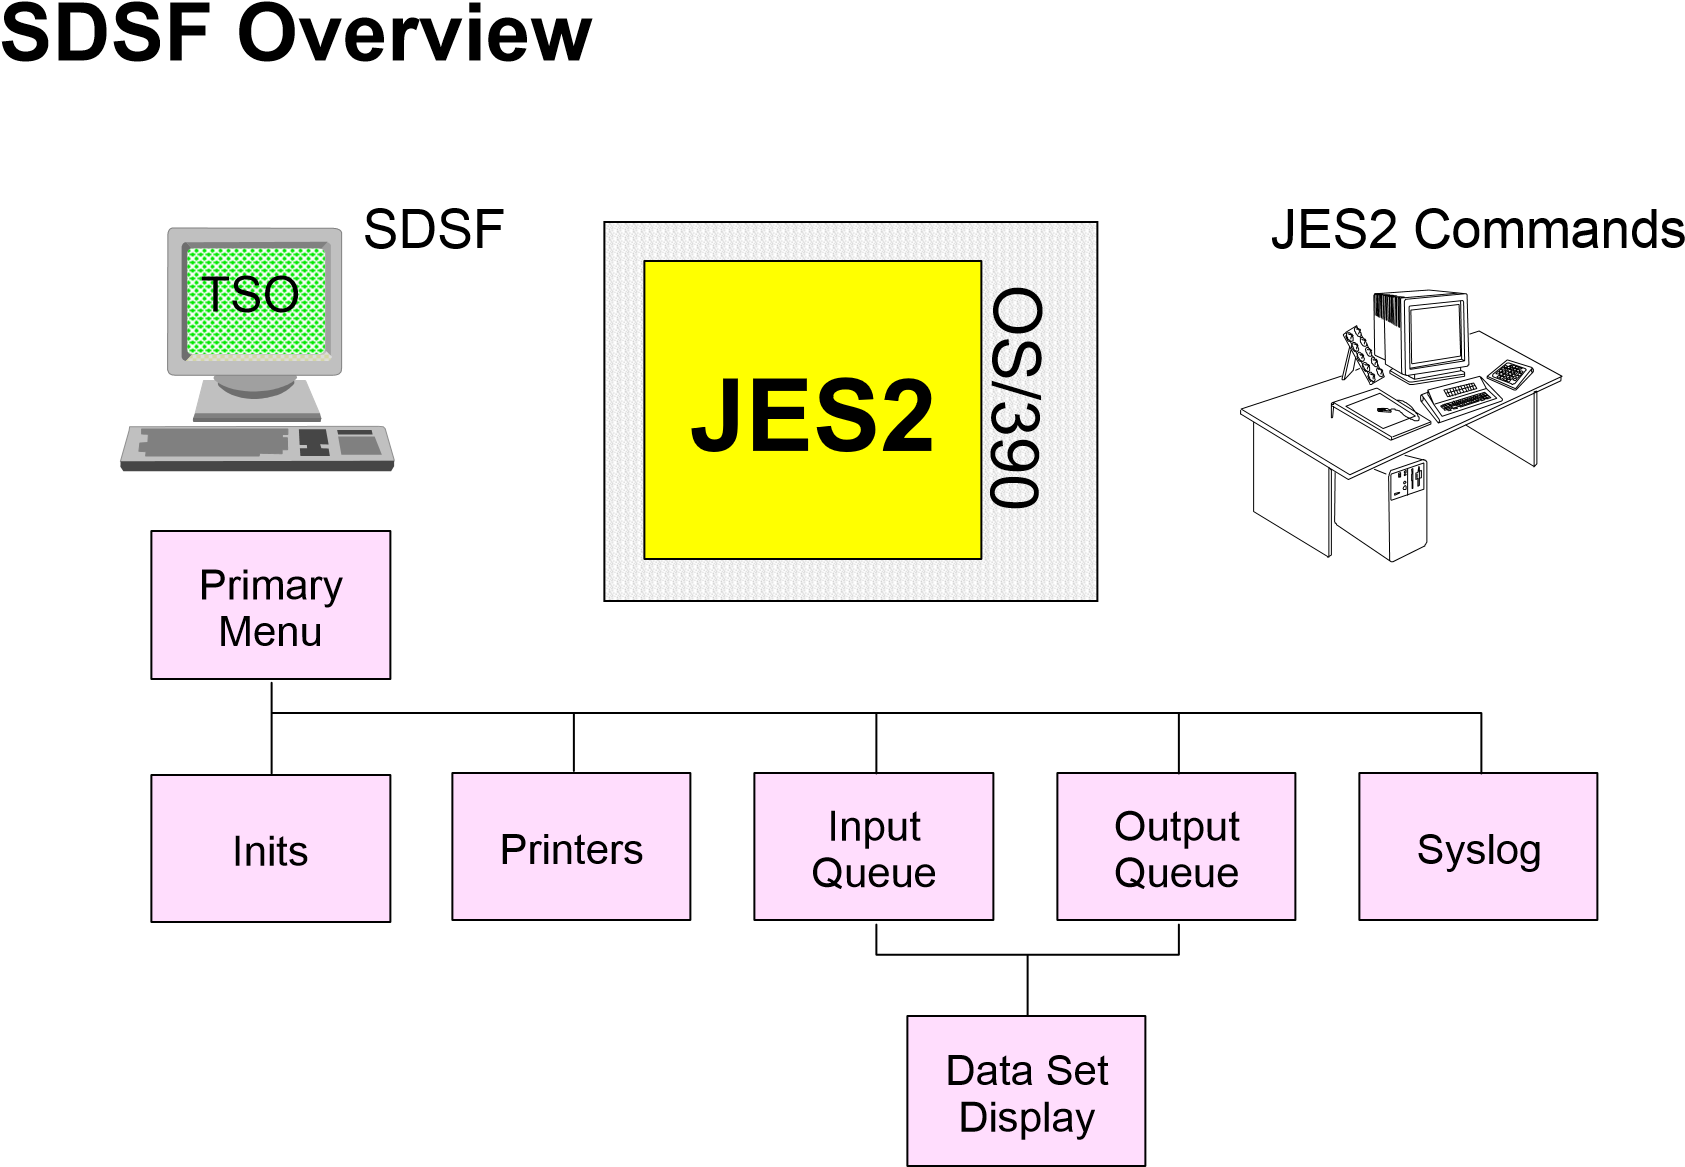 SDSF Overview
SDSF
TSO
JES2
OS/390
JES2 Commands
Primary
Menu
Inits
Printers
Input
Queue
Output
Queue
Syslog
Data Set
Display